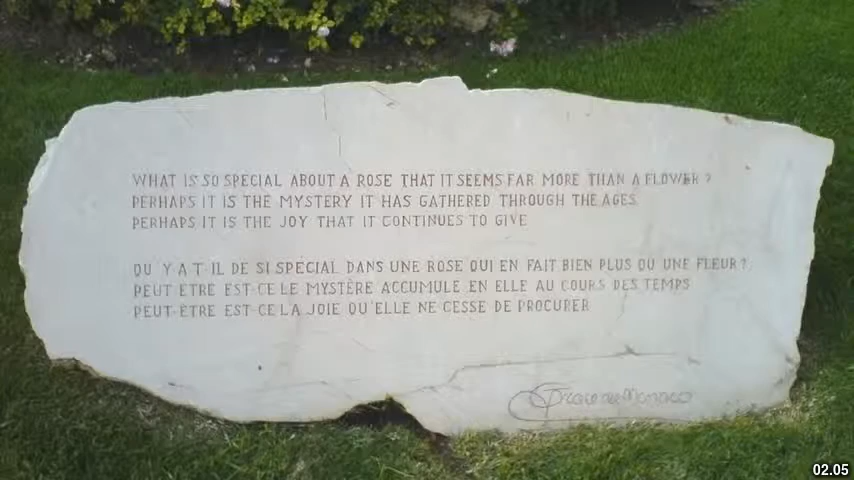 WHAT IS SO SPECIAL ABOUT A ROSE THAT IT SEEMS FAR MORE THAN A FLOWER ?
PERHAPS IT IS THE MYSTERY IT HAS GATHERED THROUGH THE AGES
PERHAPS IT IS THE JOY THAT IT CONTINUES TO GIVE
QU Y A T-IL DE SI SPÉCIAL DANS UNE ROSE QUI EN FAIT BIEN PLUS QU UNE FLEUR ?
PEUT ETRE EST-CE LE MYSTÈRE ACCUMULE EN ELLE AU COURS DES TEMPS
PEUT-ÊTRE EST-CE LA JOIE QU'ELLE NE CESSE DE PROCURER
Grace de Monaco
02.05